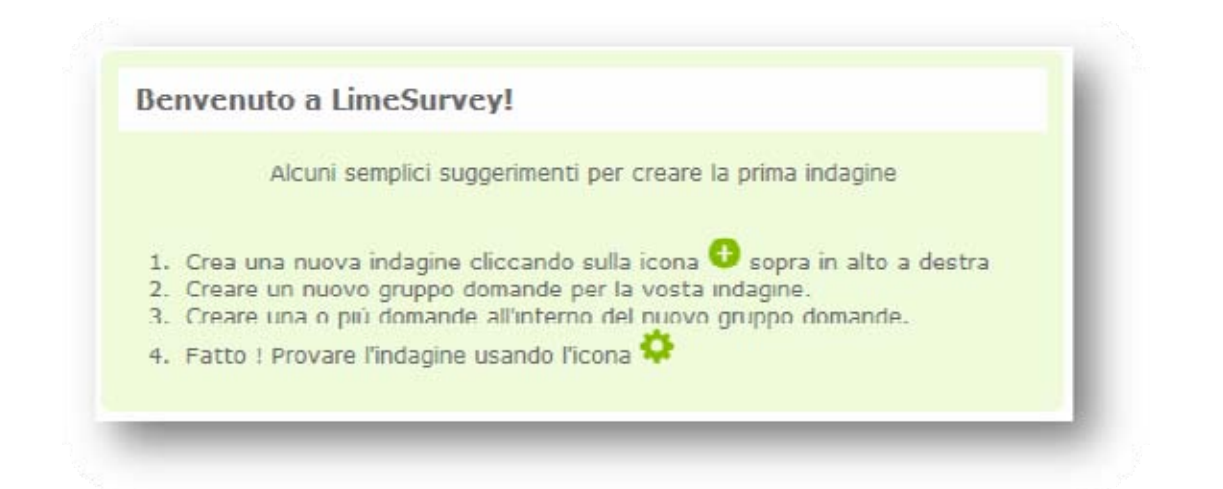 Benvenuto a LimeSurvey!
Alcuni semplici suggerimenti per creare la prima indagine
1. Crea una nuova indagine cliccando sulla icona sopra in alto a destra
2. Creare un nuovo gruppo domande per la vosta indagine.
3. Creare una o più domande all'interno del nuovo gruppo domande.
4. Fatto ! Provare l'indagine usando l'icona